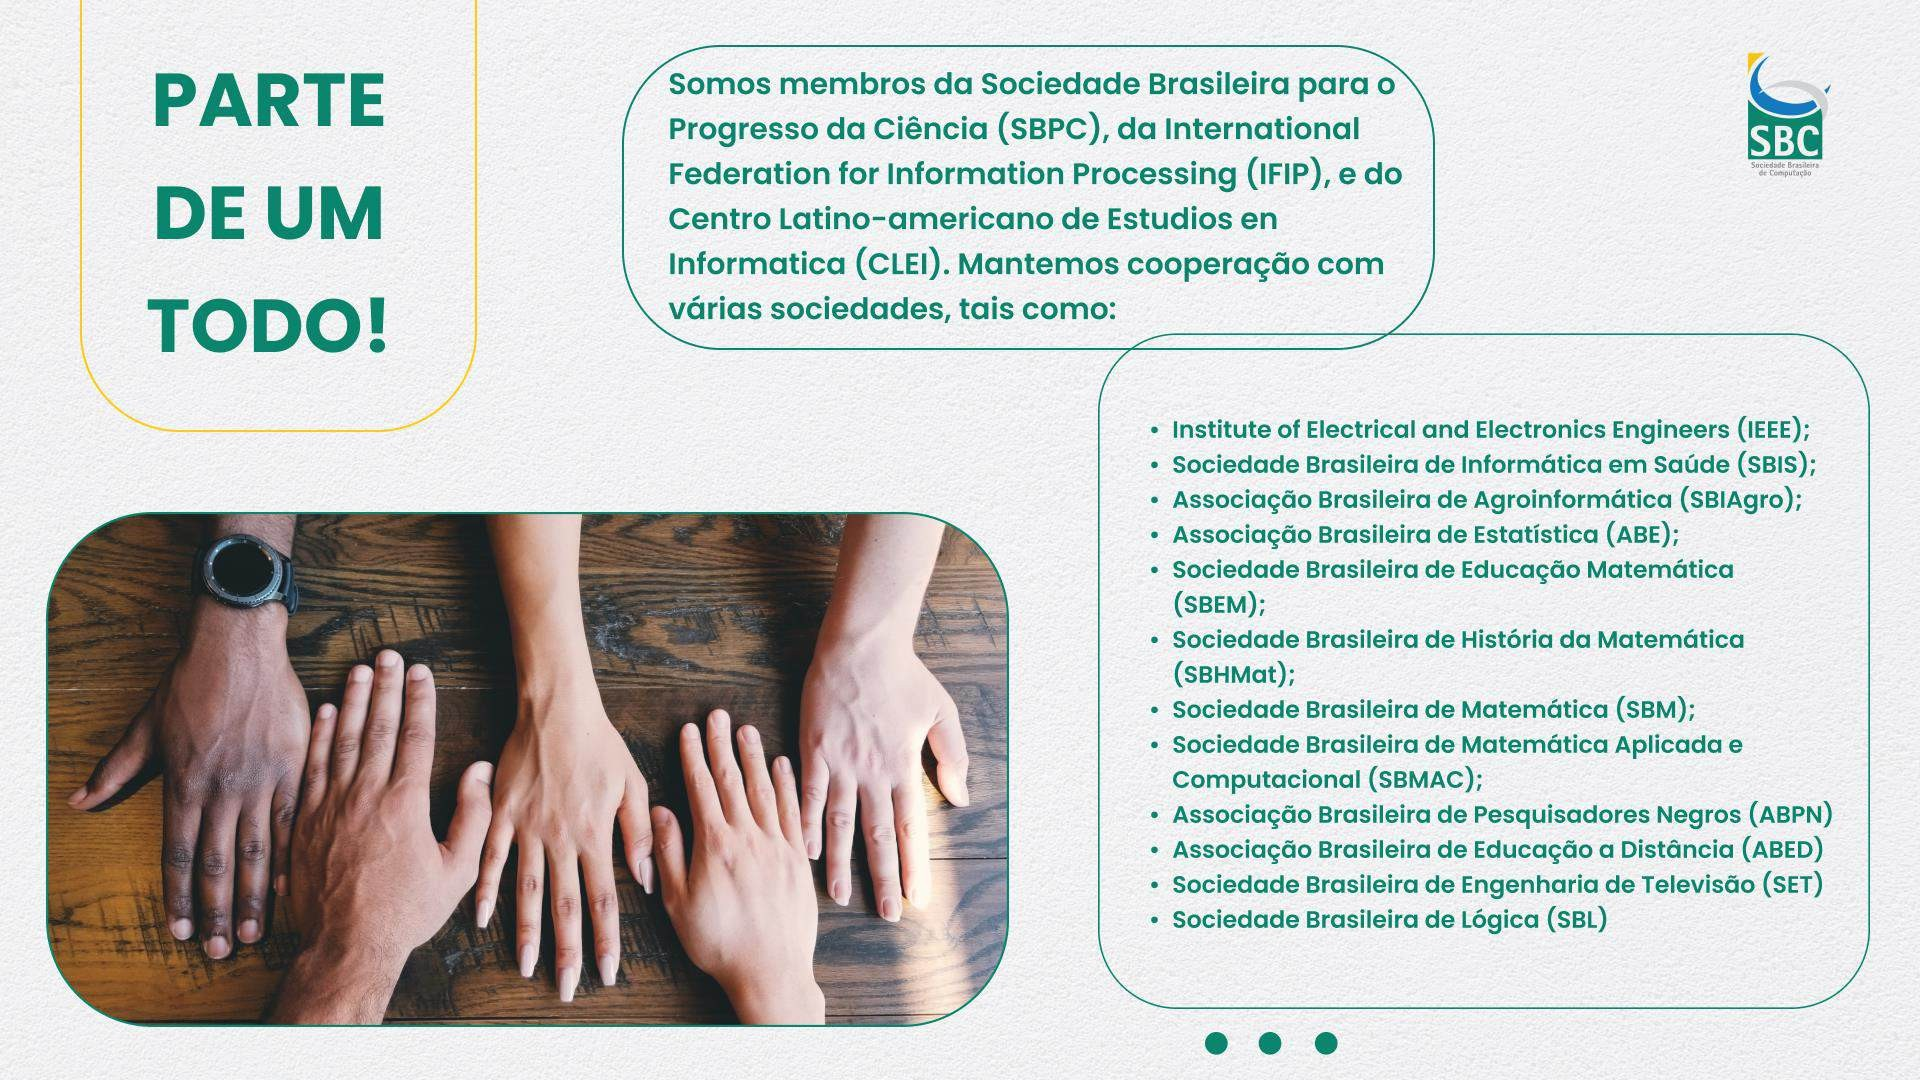 PARTE
DE UM
TODO!
Somos membros da Sociedade Brasileira para o
Progresso da Ciência (SBPC), da International
Federation for Information Processing (IFIP), e do
Centro Latino-americano de Estudios en
Informatica (CLEI). Mantemos cooperação com
várias sociedades, tais como:
SBC
Sociedade Brasileira
de Computação
• Institute of Electrical and Electronics Engineers (IEEE);
• Sociedade Brasileira de Informática em Saúde (SBIS);
• Associação Brasileira de Agroinformática (SBIAgro);
• Associação Brasileira de Estatística (ABE);
• Sociedade Brasileira de Educação Matemática
(SBEM);
• Sociedade Brasileira de História da Matemática
(SBHMat);
• Sociedade Brasileira de Matemática (SBM);
• Sociedade Brasileira de Matemática Aplicada e
Computacional (SBMAC);
• Associação Brasileira de Pesquisadores Negros (ABPN)
• Associação Brasileira de Educação a Distância (ABED)
• Sociedade Brasileira de Engenharia de Televisão (SET)
• Sociedade Brasileira de Lógica (SBL)